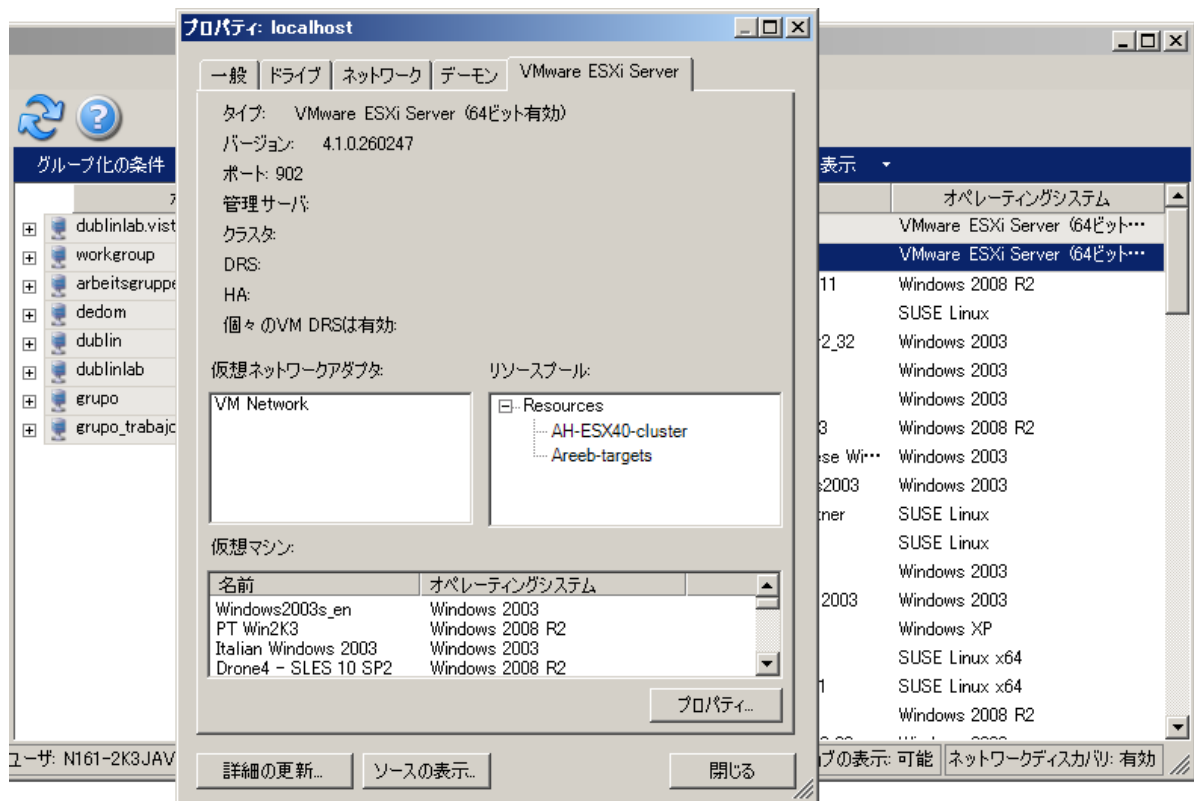 プロパティ: localhost
一般
ドライブ
ネットワーク
デーモン
VMware ESXi Server
タイプ: VMware ESXi Server (64ビット有効)
バージョン: 4.1.0.260247
ポート: 902
管理サーバ:
クラスタ:
DRS:
HA:
個々のVM DRSは有効:
仮想ネットワークアダプタ:
VM Network
リソースプール:
Resources
AH-ESX40-cluster
Areeb-targets
仮想マシン:
名前 オペレーティングシステム
Windows2003s_en Windows 2003
PT Win2K3 Windows 2008 R2
Italian Windows 2003 Windows 2003
Drone4 - SLES 10 SP2 Windows 2008 R2
プロパティ...
詳細の更新...
ソースの表示...
閉じる
グループ化の条件
dublinlab.vist
workgroup
arbeitsgruppe
dedom
dublin
dublinlab
grupo
grupo_trabajo
表示
オペレーティングシステム
VMware ESXi Server (64ビット…
VMware ESXi Server (64ビット…
11 Windows 2008 R2
SUSE Linux
2_32 Windows 2003
Windows 2003
Windows 2003
3 Windows 2008 R2
ese Wi… Windows 2003
s2003 Windows 2003
tner SUSE Linux
SUSE Linux
Windows 2003
2003 Windows 2003
Windows XP
SUSE Linux x64
1 SUSE Linux x64
Windows 2008 R2
ユーザ: N161-2K3JAV
ブの表示: 可能
ネットワークディスカバリ: 有効